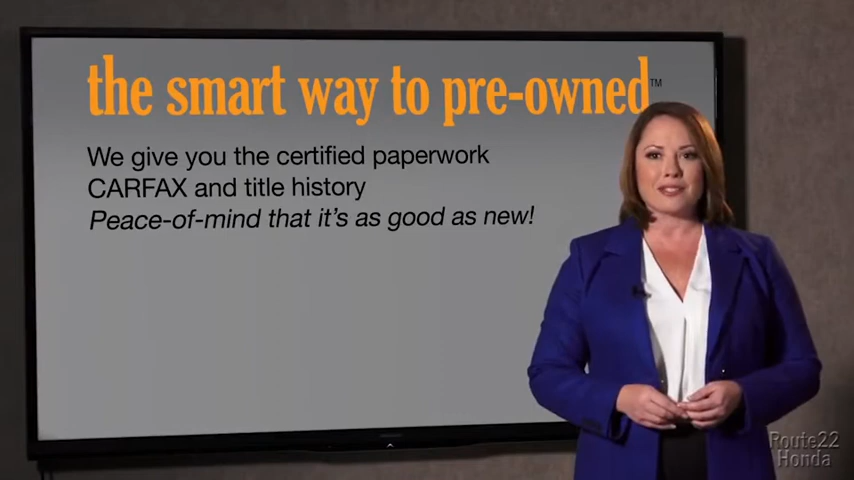 the smart way to pre-owned™
We give you the certified paperwork
CARFAX and title history
Peace-of-mind that it's as good as new!
Route22
Honda